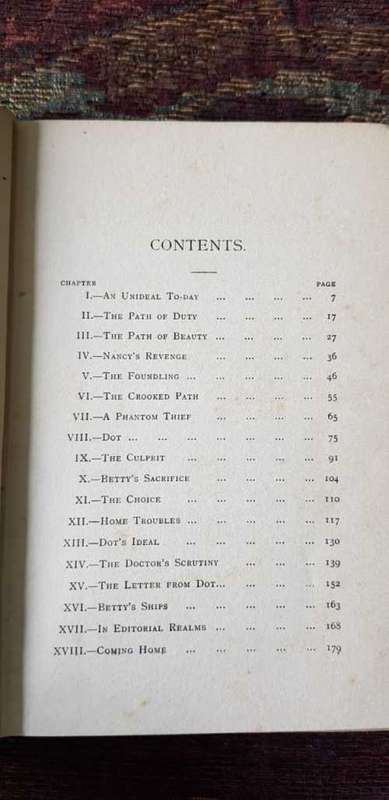 CONTENTS.
CHAPTER PAGE
I.—An Unideal To-day ... ... ... ... 7
II.—The Path of Duty ... ... ... ... 17
III.—The Path of Beauty ... ... ... ... 27
IV.—Nancy's Revenge ... ... ... ... 36
V.—The Foundling ... ... ... ... ... 46
VI.—The Crooked Path ... ... ... ... 55
VII.—A Phantom Thief ... ... ... ... 65
VIII.—Dot ... ... ... ... ... ... ... 75
IX.—The Culprit ... ... ... ... ... 91
X.—Betty's Sacrifice ... ... ... ... 104
XI.—The Choice ... ... ... ... ... 110
XII.—Home Troubles ... ... ... ... ... 117
XIII.—Dot's Ideal ... ... ... ... ... ... 130
XIV.—The Doctor's Scrutiny ... ... ... 139
XV.—The Letter from Dot... ... ... ... 152
XVI.—Betty's Ships ... ... ... ... ... 163
XVII.—In Editorial Realms ... ... ... ... 168
XVIII.—Coming Home ... ... ... ... ... 179